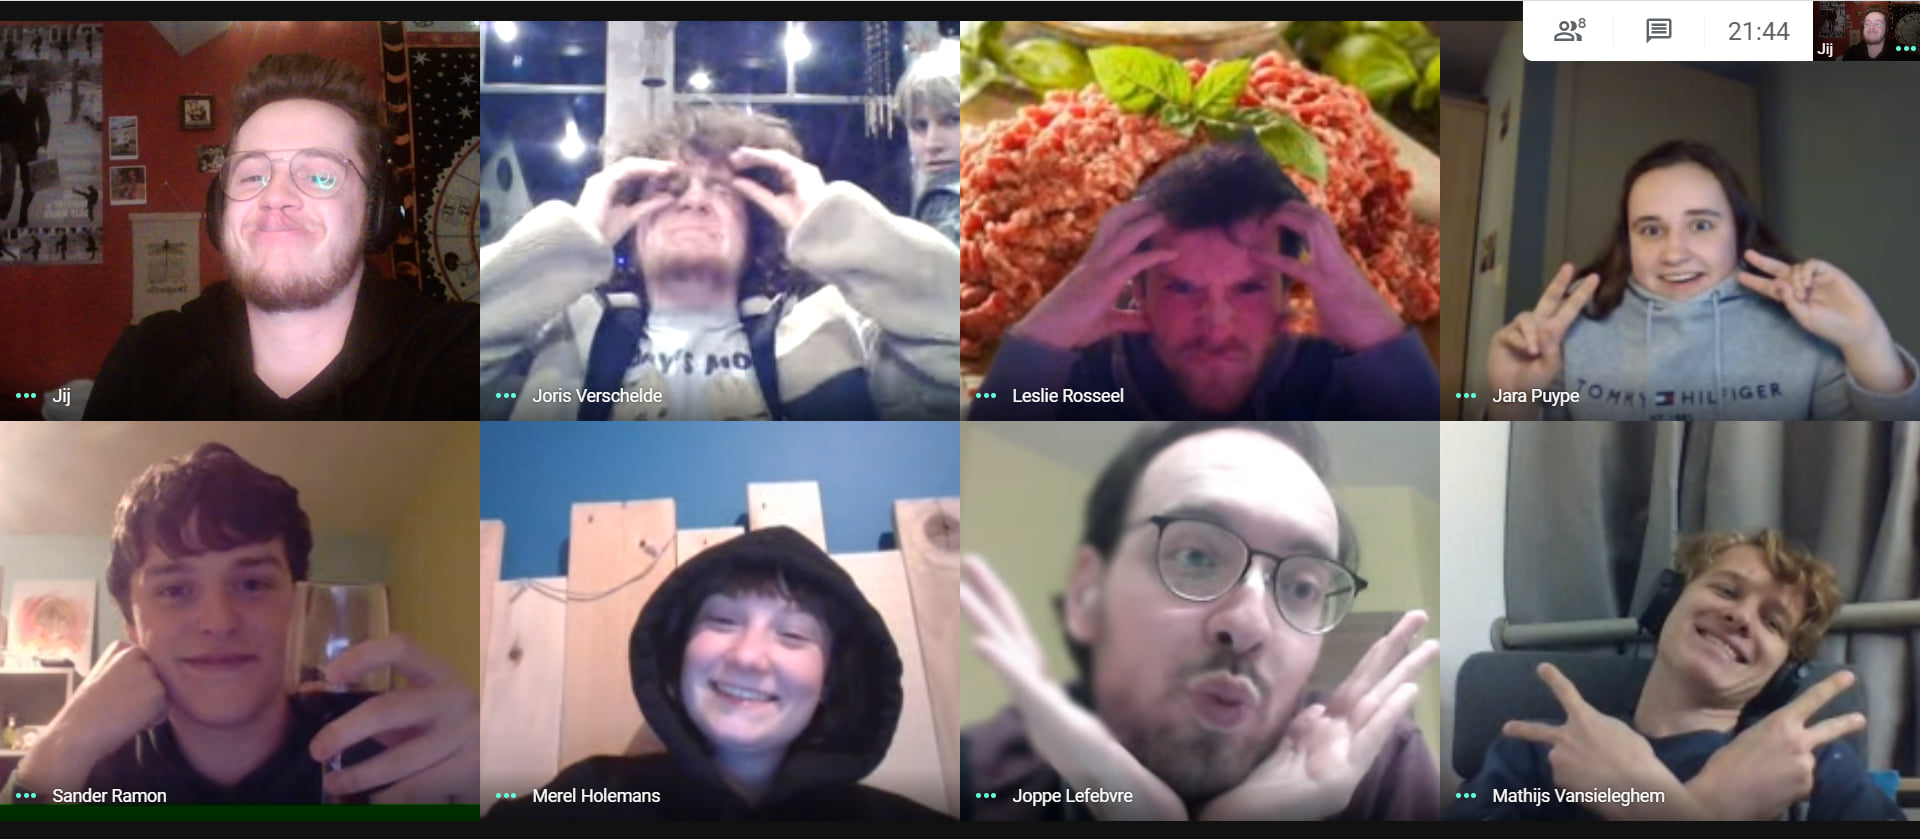 8
21:44
Jij
Jij
Joris Verschelde
Leslie Rosseel
Jara Puype
TOMMY HILFIGER
Sander Ramon
Merel Holemans
Joppe Lefebvre
Mathijs Vansieleghem